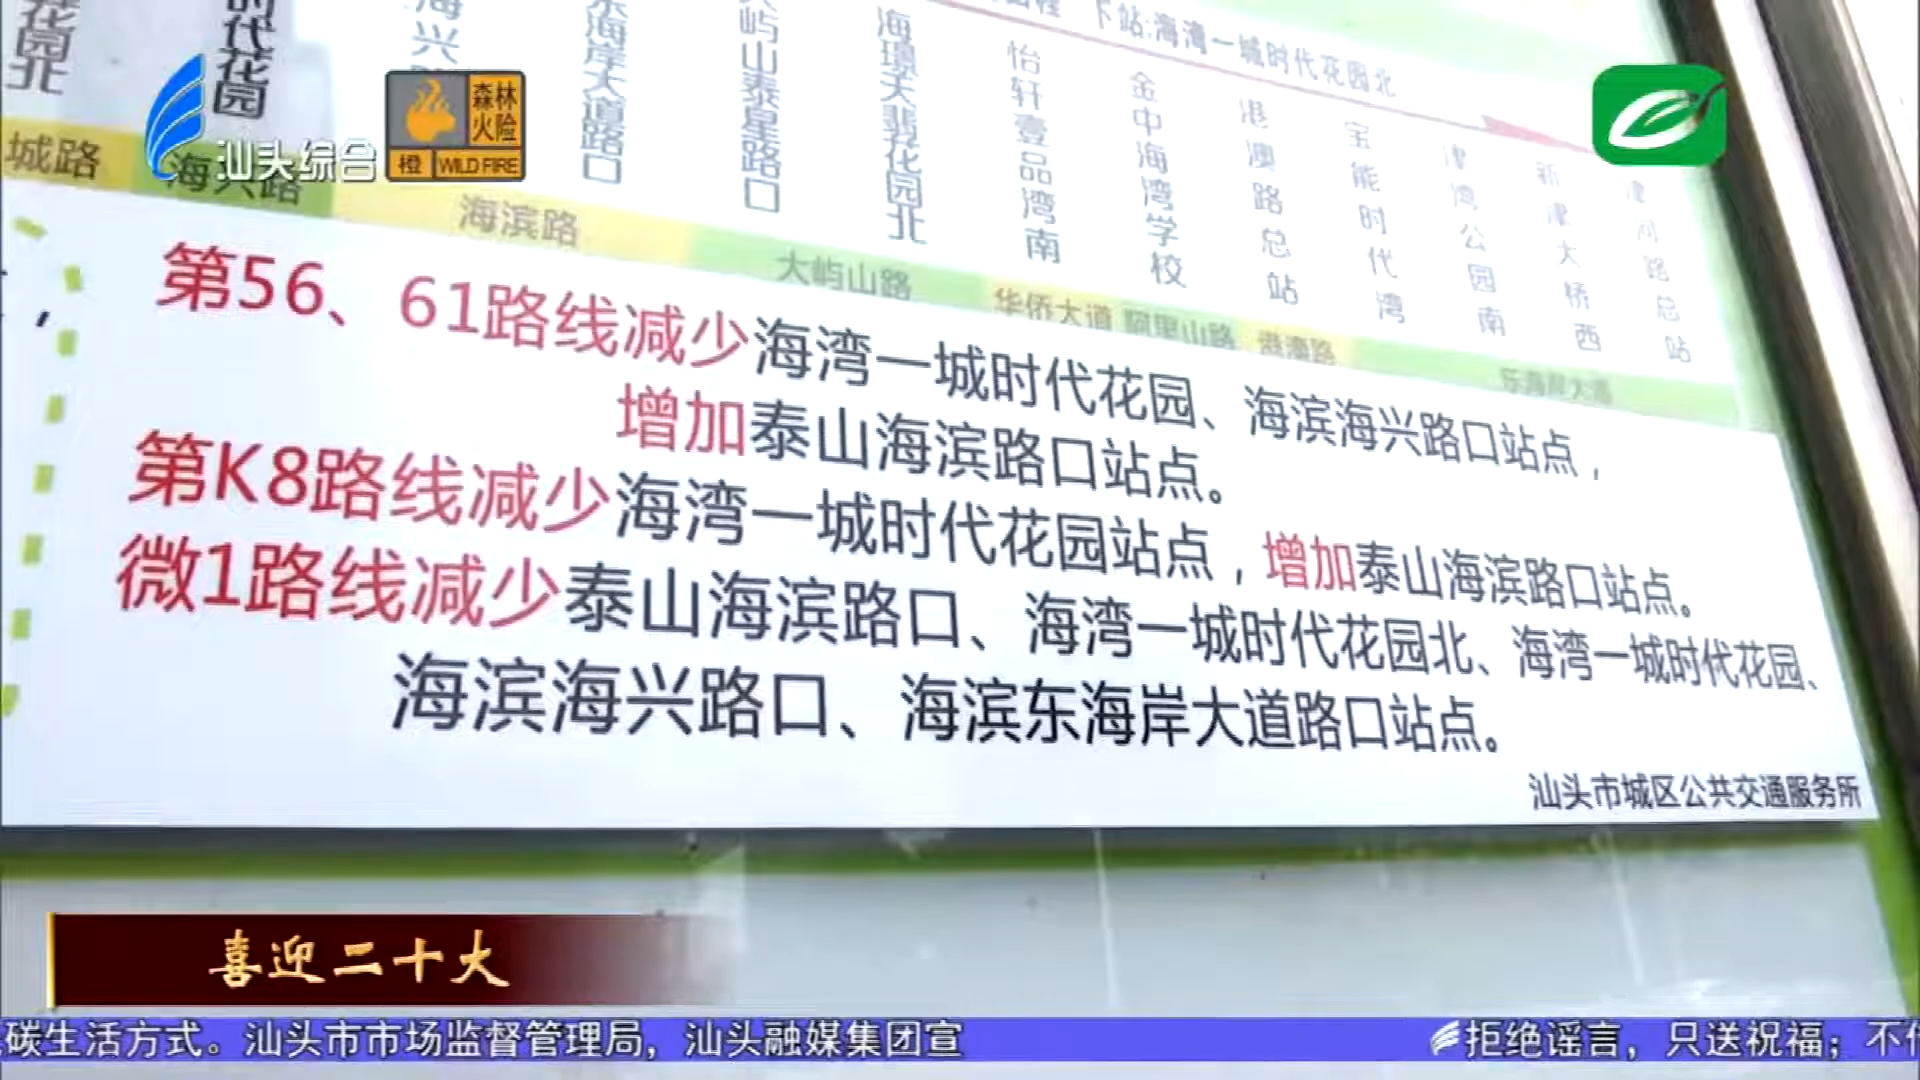 下站:海湾一城时代花园北
花园北
时代花园
海兴
东海岸大道路口
大屿山泰星路口
怡轩壹品湾南
金中海湾学校
港澳路总站
宝能时代湾
津湾公园南
新津大桥西
津河路总站
城路
海兴路
海滨路
大屿山路
华侨大道
阿里山路
港澳路
东海岸大道
汕头综合
森林火险
橙
WILD FIRE
第56、61路线减少海湾一城时代花园、海滨海兴路口站点，
增加泰山海滨路口站点。
第K8路线减少海湾一城时代花园站点，增加泰山海滨路口站点。
微1路线减少泰山海滨路口、海湾一城时代花园北、海湾一城时代花园、
海滨海兴路口、海滨东海岸大道路口站点。
汕头市城区公共交通服务所
喜迎二十大
碳生活方式。汕头市市场监督管理局，汕头融媒集团宣
拒绝谣言，只送祝福；不